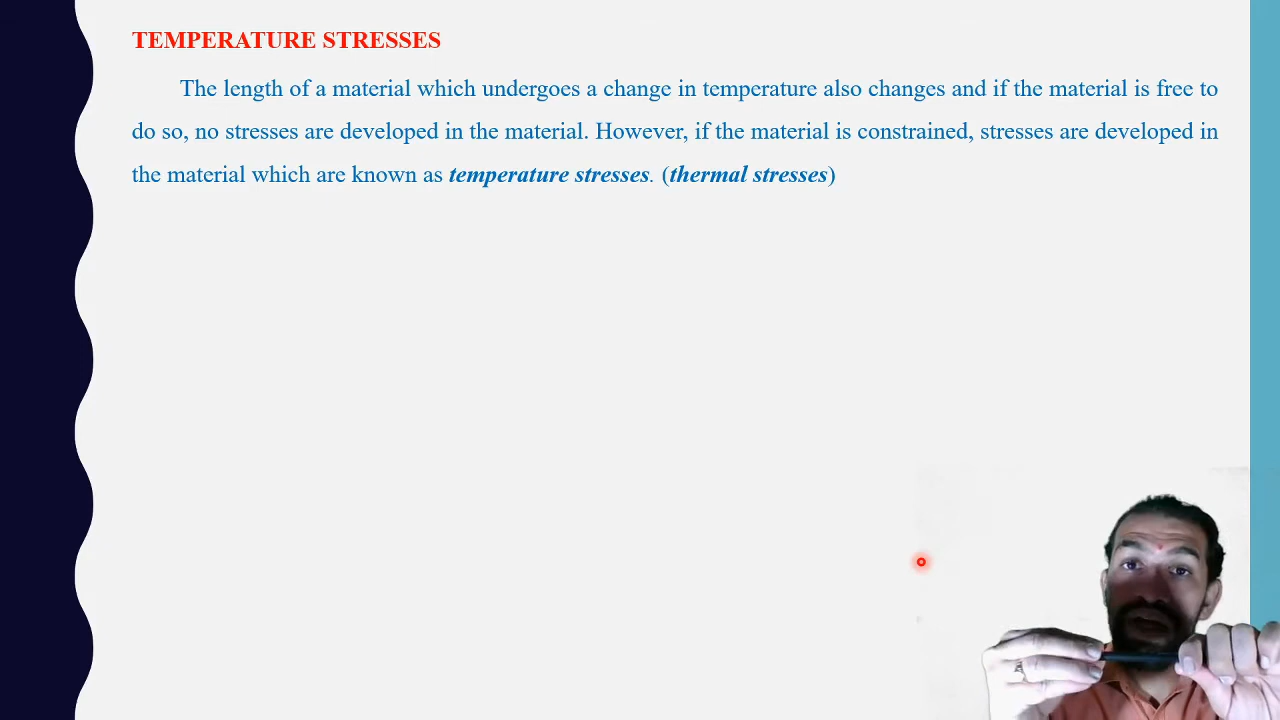 TEMPERATURE STRESSES
The length of a material which undergoes a change in temperature also changes and if the material is free to
do so, no stresses are developed in the material. However, if the material is constrained, stresses are developed in
the material which are known as temperature stresses. (thermal stresses)